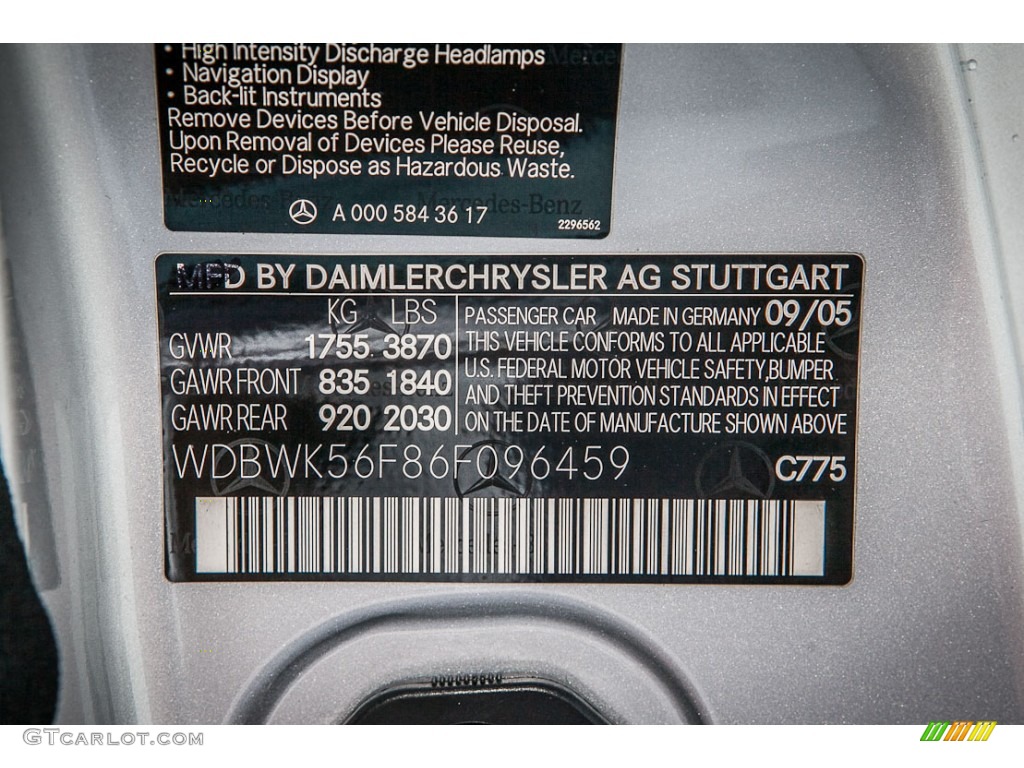 • High Intensity Discharge Headlamps
• Navigation Display
• Back-lit Instruments
Remove Devices Before Vehicle Disposal.
Upon Removal of Devices Please Reuse,
Recycle or Dispose as Hazardous Waste.
A 000 584 36 17
Mercedes-Benz
2296562
MFD BY DAIMLERCHRYSLER AG STUTTGART
KG LBS
GVWR 1755 3870
GAWR FRONT 835 1840
GAWR REAR 920 2030
PASSENGER CAR MADE IN GERMANY 09/05
THIS VEHICLE CONFORMS TO ALL APPLICABLE
U.S. FEDERAL MOTOR VEHICLE SAFETY, BUMPER
AND THEFT PREVENTION STANDARDS IN EFFECT
ON THE DATE OF MANUFACTURE SHOWN ABOVE
WDBWK56F86F096459 C775
GTCARLOT.COM